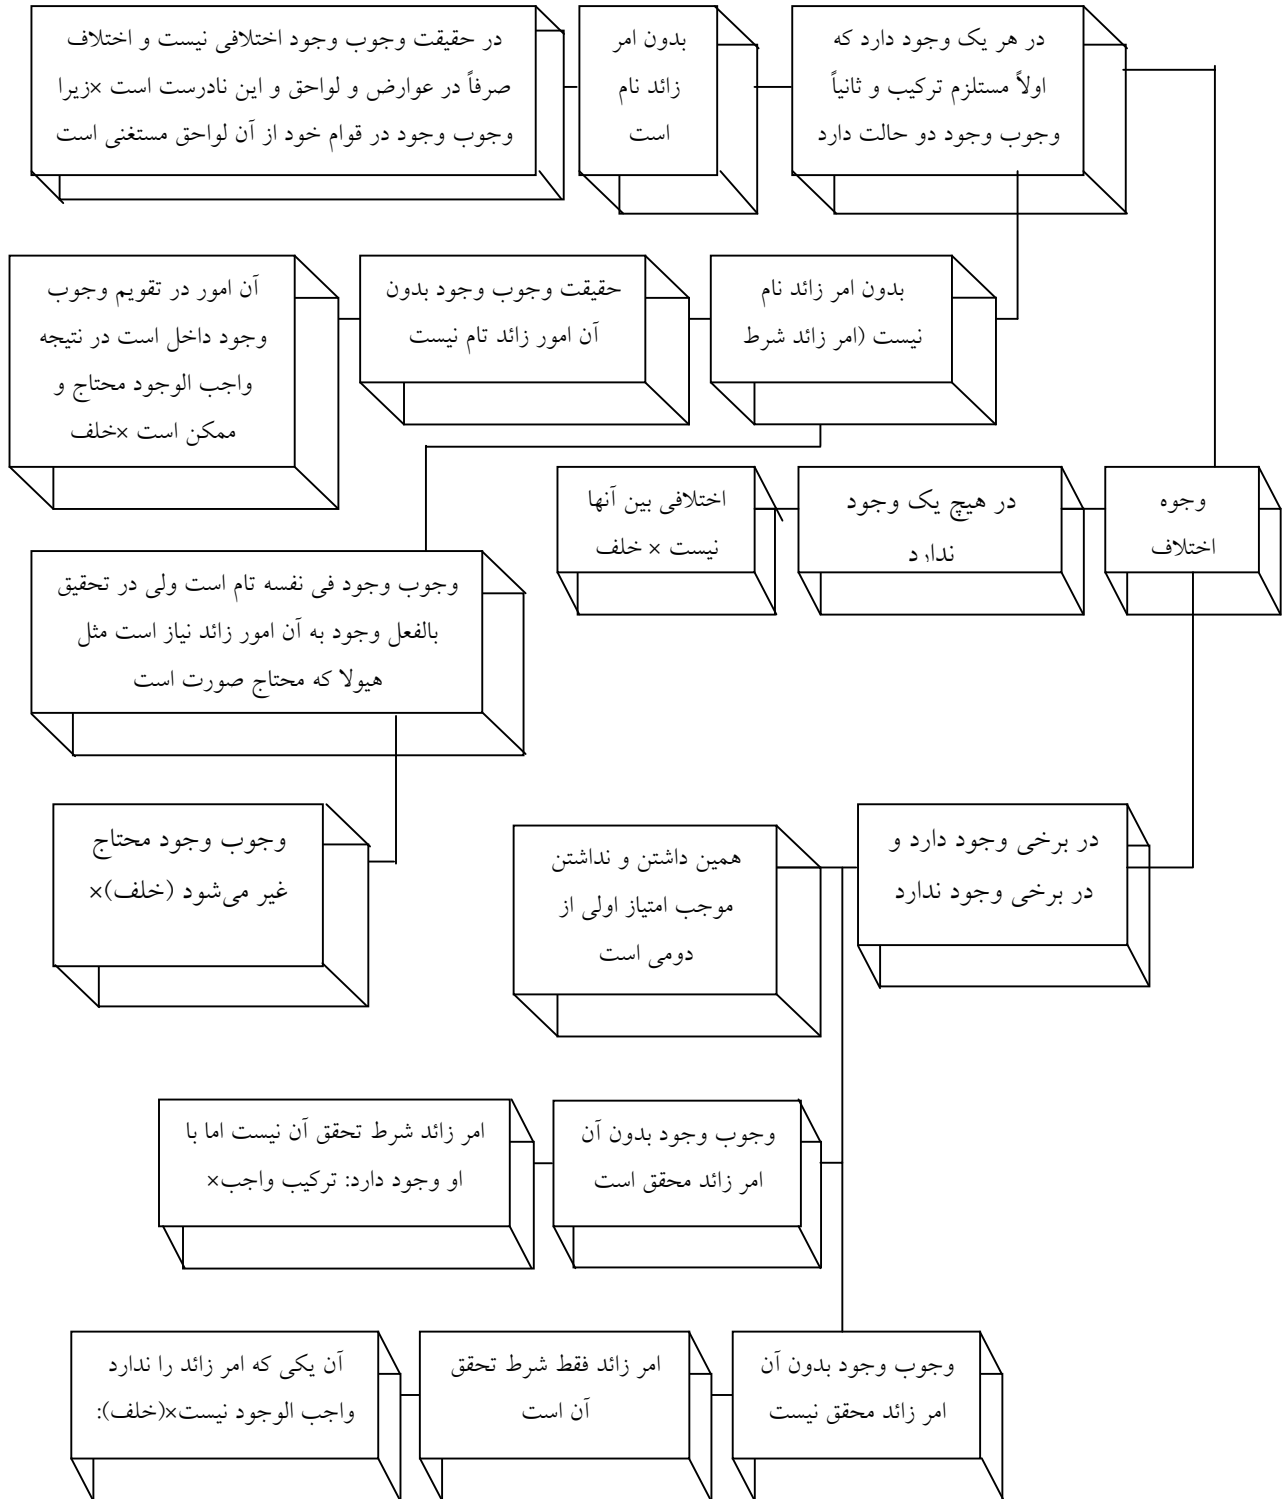 در هر یک وجود دارد که
اولاً مستلزم ترکیب و ثانیاً
وجوب وجود دو حالت دارد
بدون امر
زائد نام
است
در حقیقت وجوب وجود اختلافی نیست و اختلاف
صرفاً در عوارض و لواحق و این نادرست است ×زیرا
وجوب وجود در قوام خود از آن لواحق مستغنی است
بدون امر زائد نام
نیست (امر زائد شرط
حقیقت وجوب وجود بدون
آن امور زائد تام نیست
آن امور در تقویم وجوب
وجود داخل است در نتیجه
واجب الوجود محتاج و
ممکن است ×خلف
وجوه
اختلاف
در هیچ یک وجود
ندارد
اختلافی بین آنها
نیست × خلف
وجوب وجود فی نفسه تام است ولی در تحقیق
بالفعل وجود به آن امور زائد نیاز است مثل
هیولا که محتاج صورت است
وجوب وجود محتاج
غیر می‌شود (خلف)×
در برخی وجود دارد و
در برخی وجود ندارد
همین داشتن و نداشتن
موجب امتیاز اولی از
دومی است
وجوب وجود بدون آن
امر زائد محقق است
امر زائد شرط تحقق آن نیست اما با
او وجود دارد: ترکیب واجب×
وجوب وجود بدون آن
امر زائد محقق نیست
امر زائد فقط شرط تحقق
آن است
آن یکی که امر زائد را ندارد
واجب الوجود نیست×(خلف):